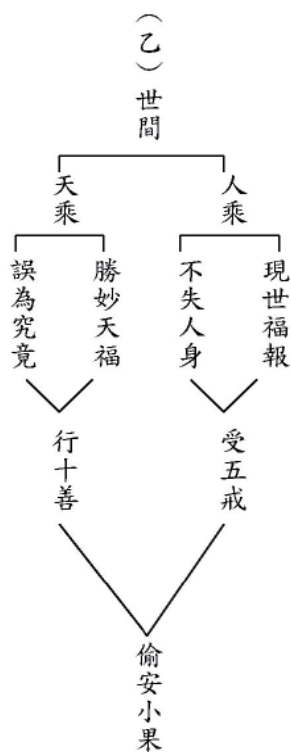 （乙）世間
人乘
天乘
現世福報
不失人身
勝妙天福
誤為究竟
受五戒
行十善
偷安小果